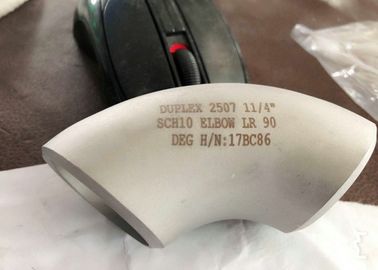 DUPLEX 2507 11/4"
SCH10 ELBOW LR 90
DEG H/N:17BC86